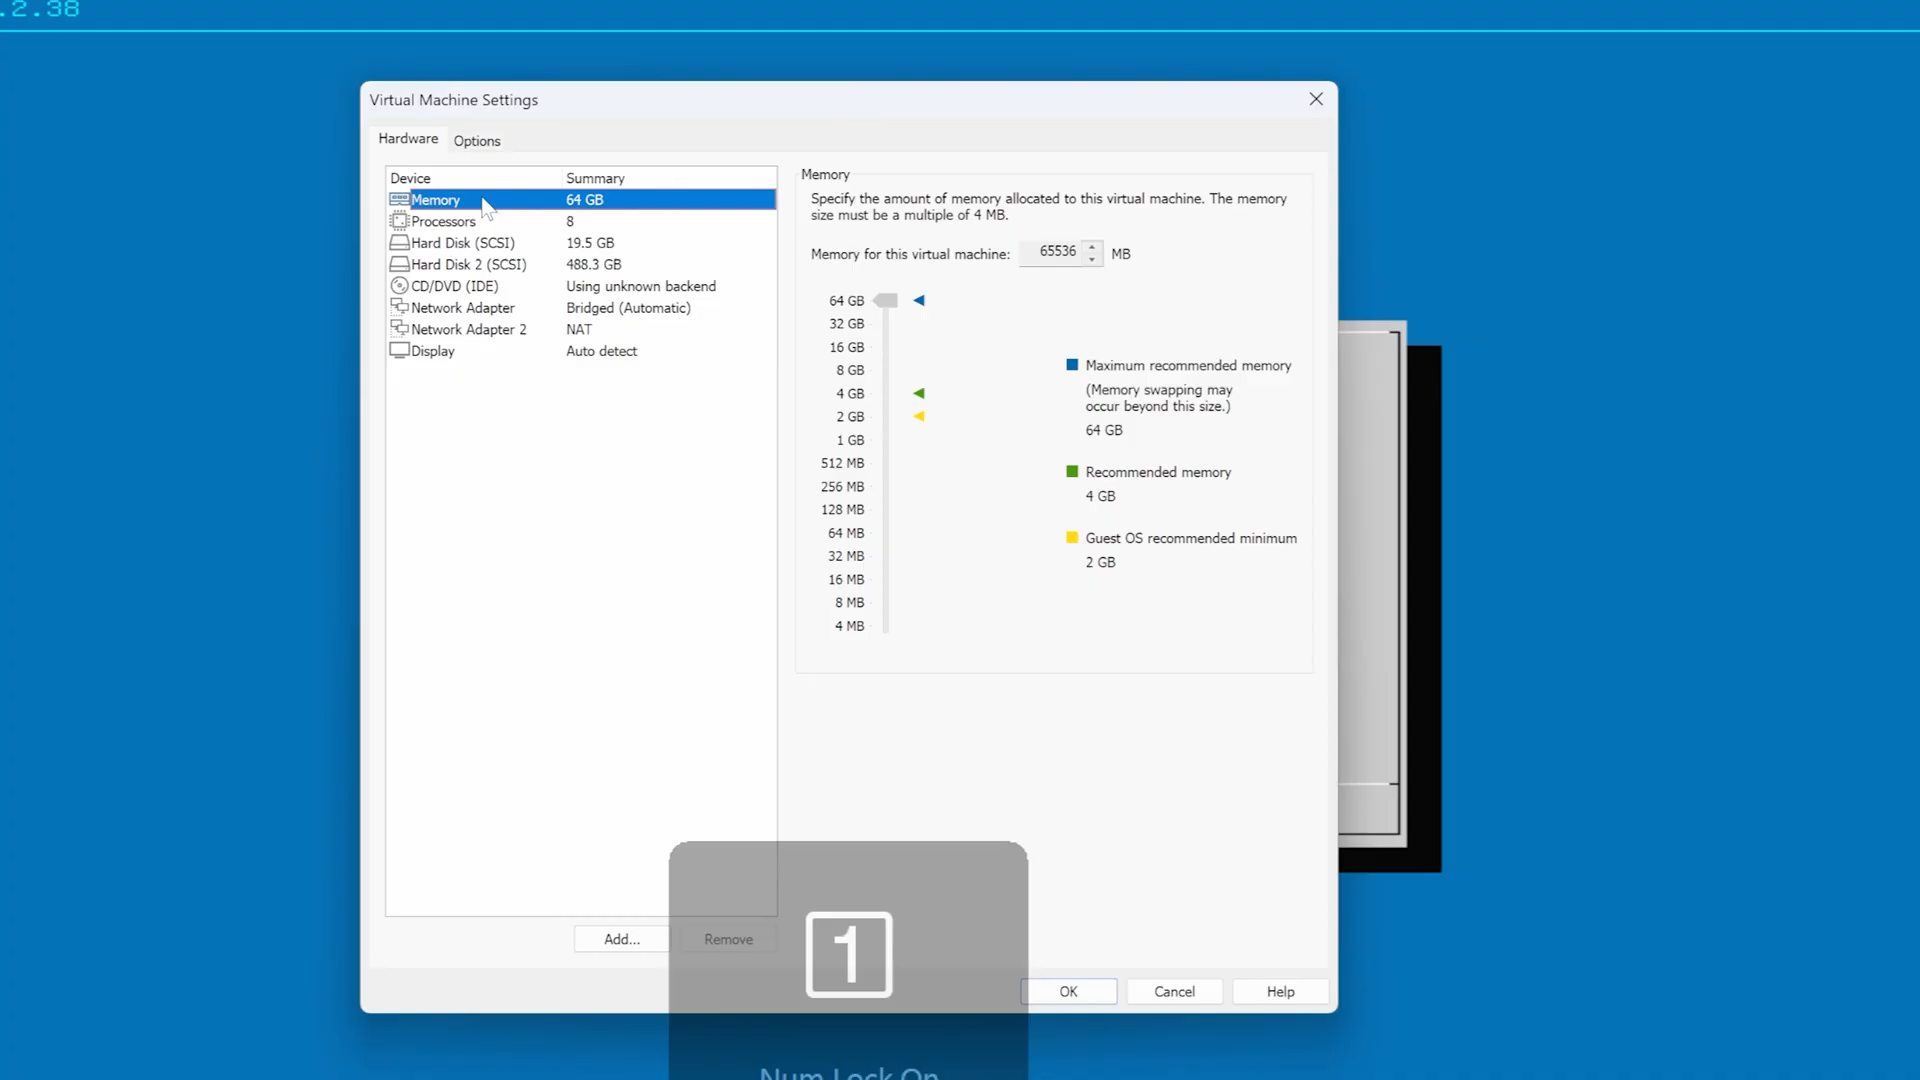 .2.38
Virtual Machine Settings
Hardware
Options
Device Summary
Memory 64 GB
Processors 8
Hard Disk (SCSI) 19.5 GB
Hard Disk 2 (SCSI) 488.3 GB
CD/DVD (IDE) Using unknown backend
Network Adapter Bridged (Automatic)
Network Adapter 2 NAT
Display Auto detect
Add...
Remove
Memory
Specify the amount of memory allocated to this virtual machine. The memory
size must be a multiple of 4 MB.
Memory for this virtual machine: 65536 MB
64 GB
32 GB
16 GB
8 GB
4 GB
2 GB
1 GB
512 MB
256 MB
128 MB
64 MB
32 MB
16 MB
8 MB
4 MB
Maximum recommended memory
(Memory swapping may
occur beyond this size.)
64 GB
Recommended memory
4 GB
Guest OS recommended minimum
2 GB
OK
Cancel
Help
1
Num Lock On